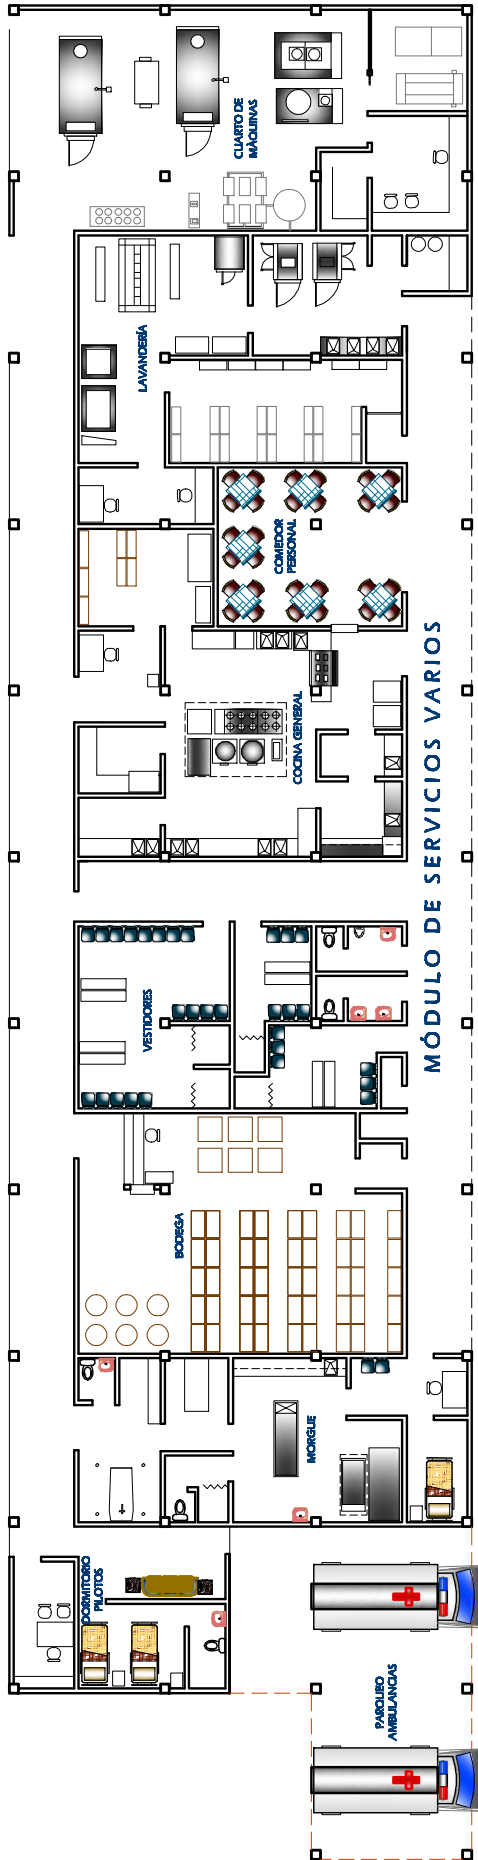 CUARTO DE
MÁQUINAS
LAVANDERÍA
COMEDOR
PERSONAL
COCINA GENERAL
MÓDULO DE SERVICIOS VARIOS
VESTIDORES
BODEGA
MORGUE
DORMITORIO
PILOTOS
PARQUEO
AMBULANCIAS